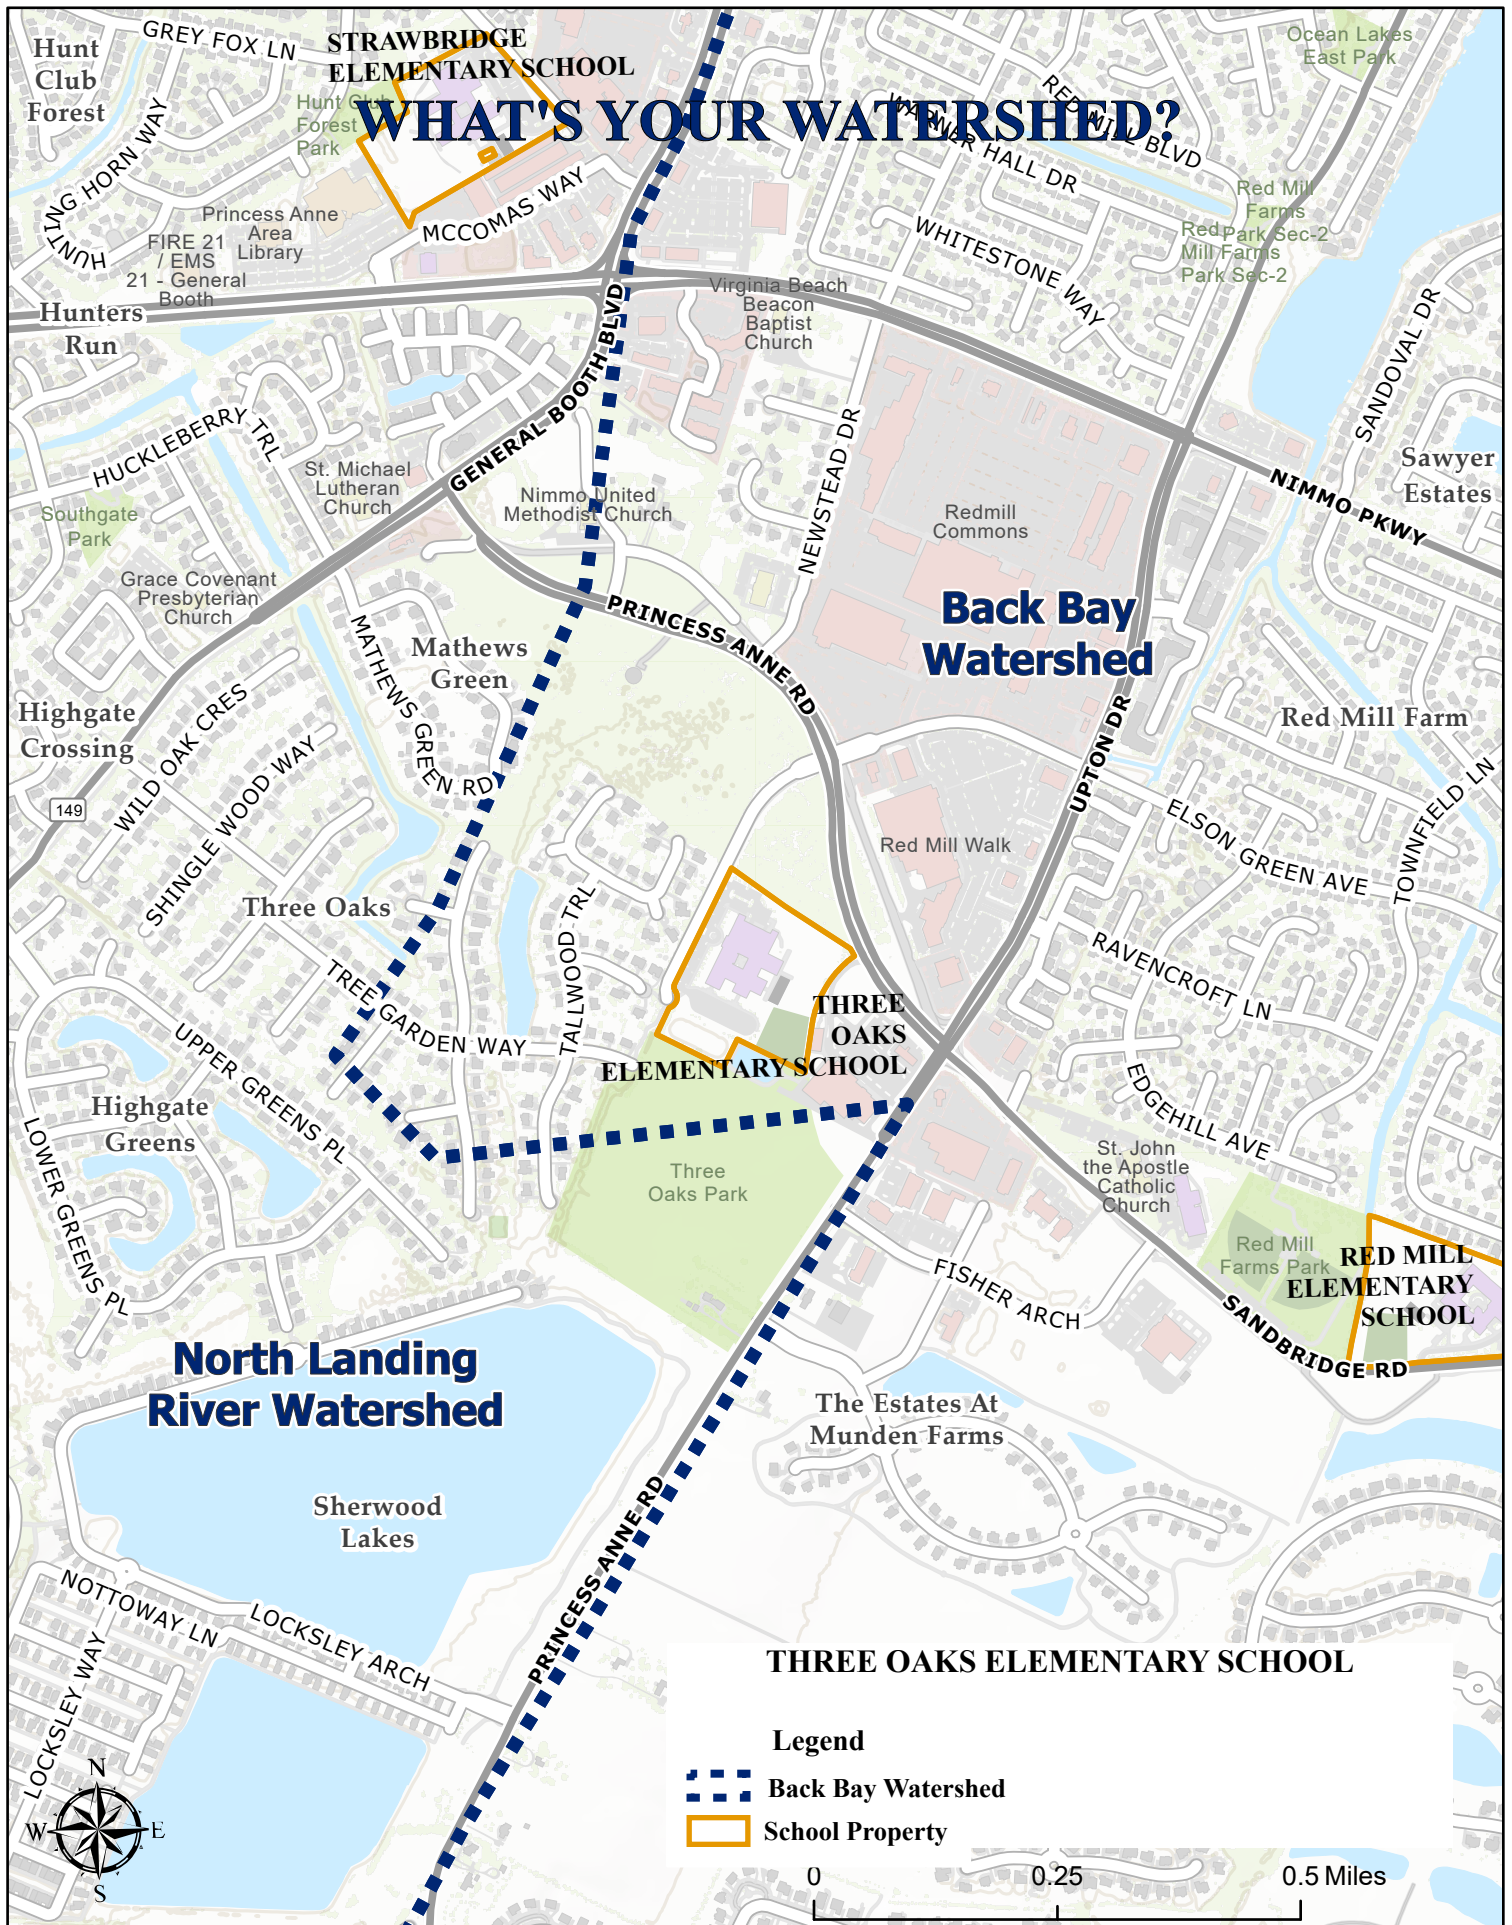 GREY FOX LN
Hunt
Club
Forest
STRAWBRIDGE
ELEMENTARY SCHOOL
Ocean Lakes
East Park
Hunt Club
Forest
Park
WHAT'S YOUR WATERSHED?
RED MILL BLVD
WARNER HALL DR
HUNTING HORN WAY
Princess Anne
Area
Library
FIRE 21
/ EMS
21 - General
Booth
MCCOMAS WAY
Red Mill
Farms
Park Sec-2
Red
Mill Farms
Park Sec-2
WHITESTONE WAY
Hunters
Run
GENERAL BOOTH BLVD
Virginia Beach
Beacon
Baptist
Church
SANDOVAL DR
HUCKLEBERRY TRL
St. Michael
Lutheran
Church
Nimmo United
Methodist Church
NEWSTEAD DR
Redmill
Commons
NIMMO PKWY
Sawyer
Estates
Southgate
Park
Grace Covenant
Presbyterian
Church
MATHEWS GREEN RD
Mathews
Green
PRINCESS ANNE RD
Back Bay
Watershed
Highgate
Crossing
WILD OAK CRES
SHINGLE WOOD WAY
149
UPTON DR
Red Mill Farm
TOWNFIELD LN
ELSON GREEN AVE
Red Mill Walk
Three Oaks
TALLWOOD TRL
TREE GARDEN WAY
RAVENCROFT LN
THREE
OAKS
ELEMENTARY SCHOOL
UPPER GREENS PL
Highgate
Greens
LOWER GREENS PL
EDGEHILL AVE
St. John
the Apostle
Catholic
Church
Three
Oaks Park
Red Mill
Farms Park
RED MILL
ELEMENTARY
SCHOOL
FISHER ARCH
SANDBRIDGE RD
North Landing
River Watershed
The Estates At
Munden Farms
Sherwood
Lakes
PRINCESS ANNE RD
NOTTOWAY LN
LOCKSLEY ARCH
LOCKSLEY WAY
THREE OAKS ELEMENTARY SCHOOL
Legend
Back Bay Watershed
School Property
N
W E
S
0 0.25 0.5 Miles